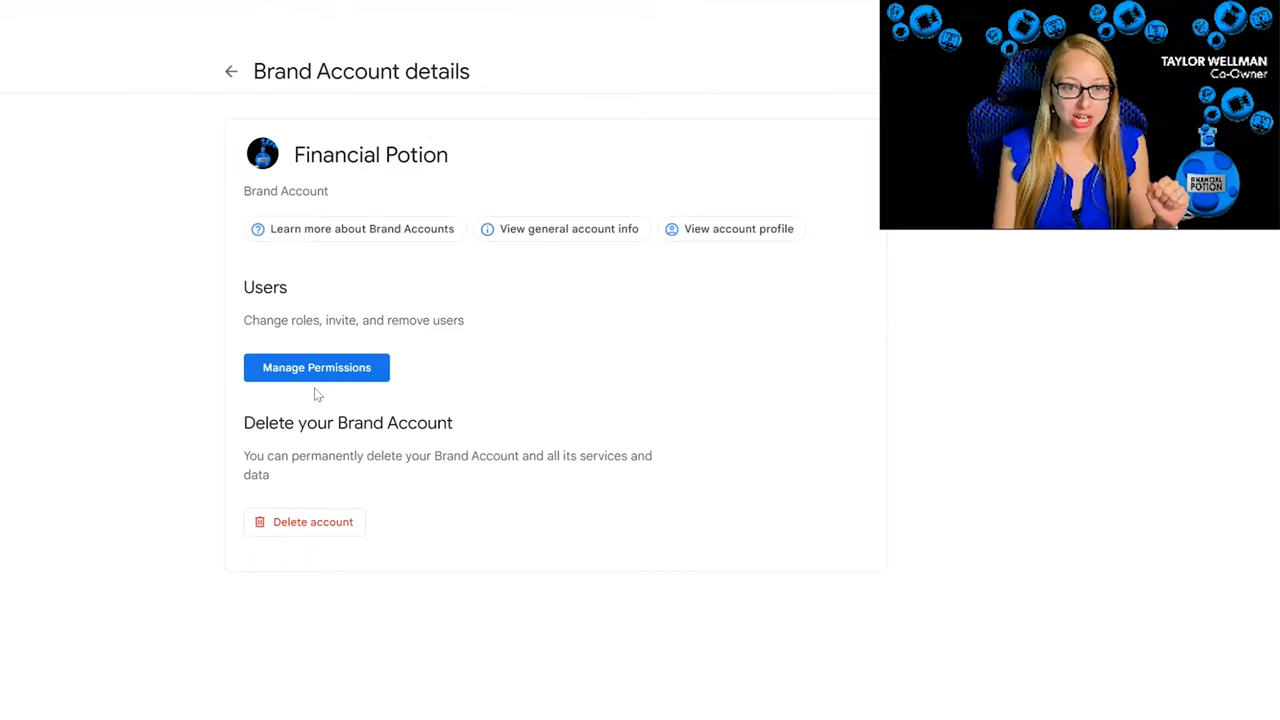 Brand Account details
TAYLOR WELLMAN
Co-Owner
Financial Potion
Brand Account
Learn more about Brand Accounts
View general account info
View account profile
FINANCIAL
POTION
Users
Change roles, invite, and remove users
Manage Permissions
Delete your Brand Account
You can permanently delete your Brand Account and all its services and
data
Delete account